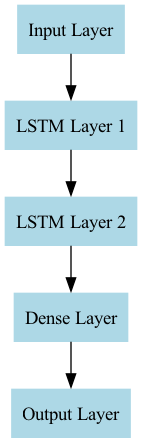 Input Layer
LSTM Layer 1
LSTM Layer 2
Dense Layer
Output Layer